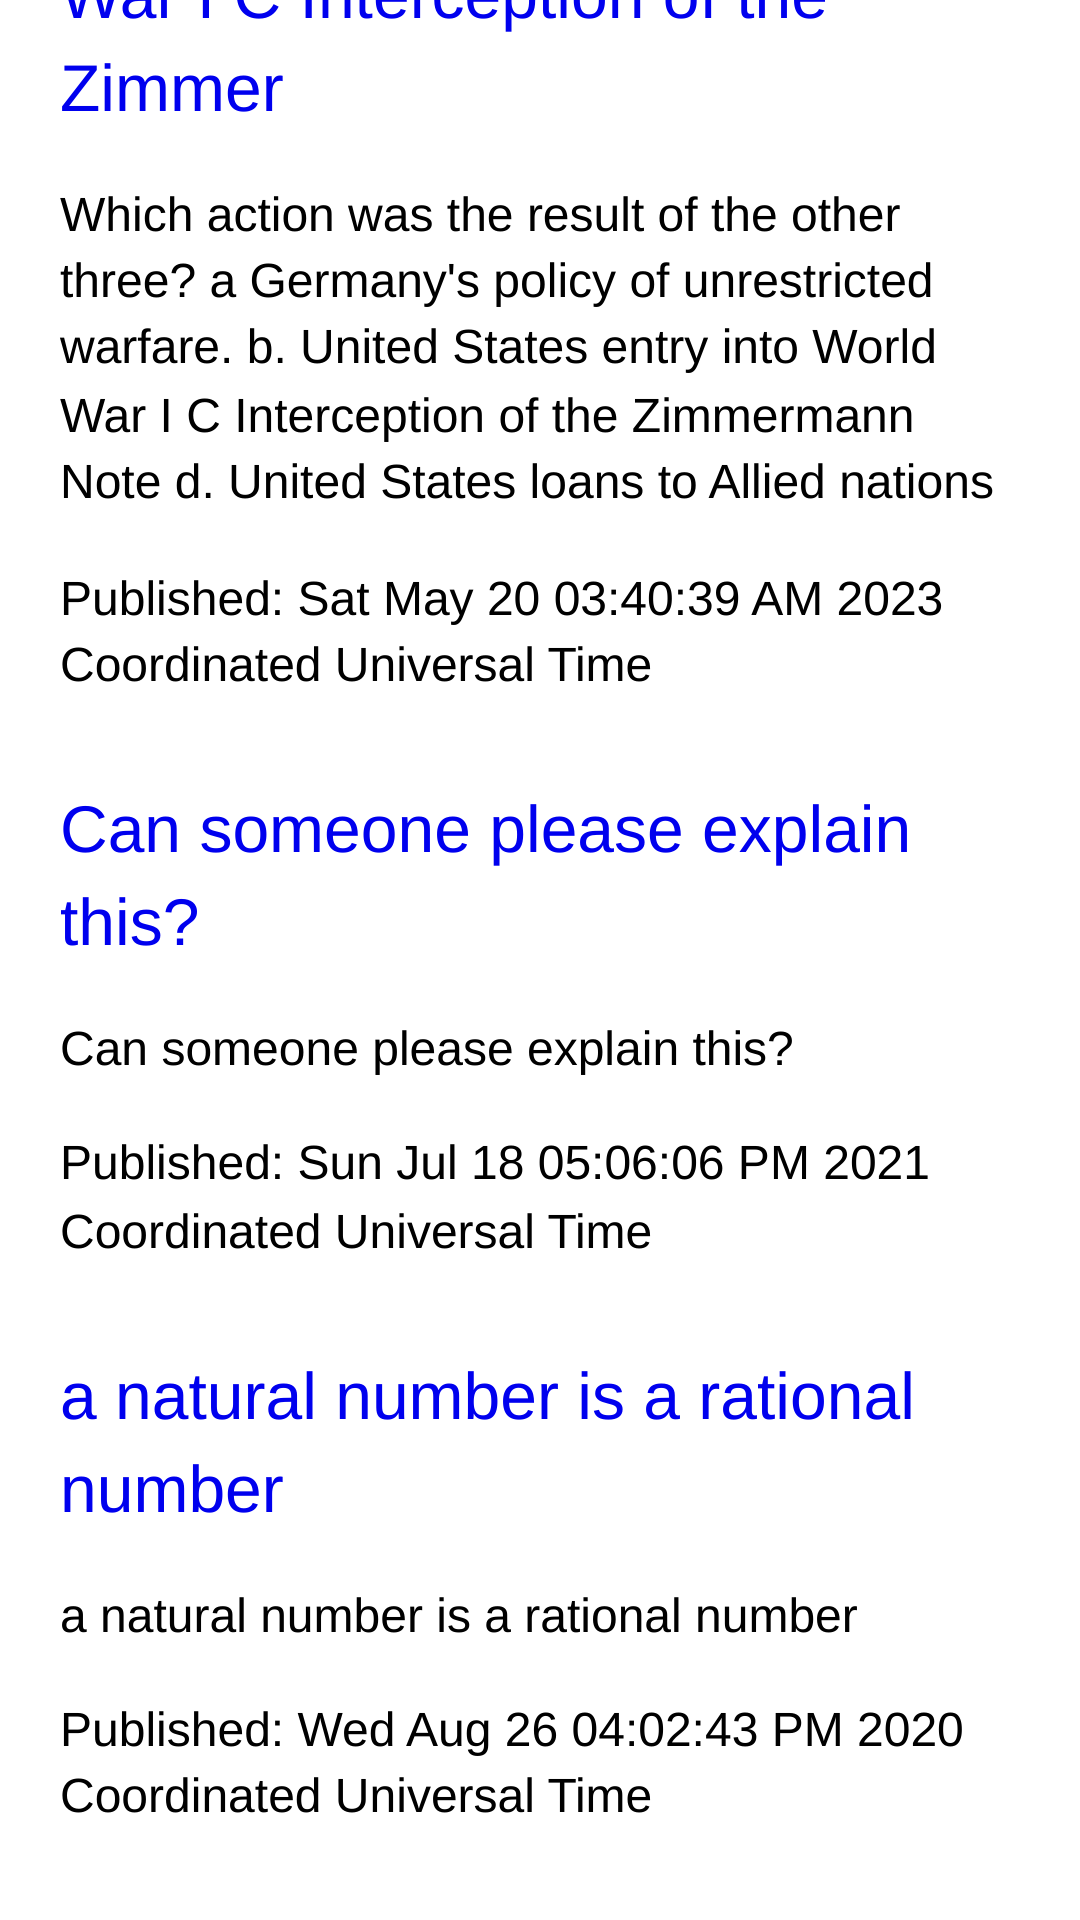 War I C Interception of the
Zimmer
Which action was the result of the other
three? a Germany's policy of unrestricted
warfare. b. United States entry into World
War I C Interception of the Zimmermann
Note d. United States loans to Allied nations
Published: Sat May 20 03:40:39 AM 2023
Coordinated Universal Time
Can someone please explain
this?
Can someone please explain this?
Published: Sun Jul 18 05:06:06 PM 2021
Coordinated Universal Time
a natural number is a rational
number
a natural number is a rational number
Published: Wed Aug 26 04:02:43 PM 2020
Coordinated Universal Time